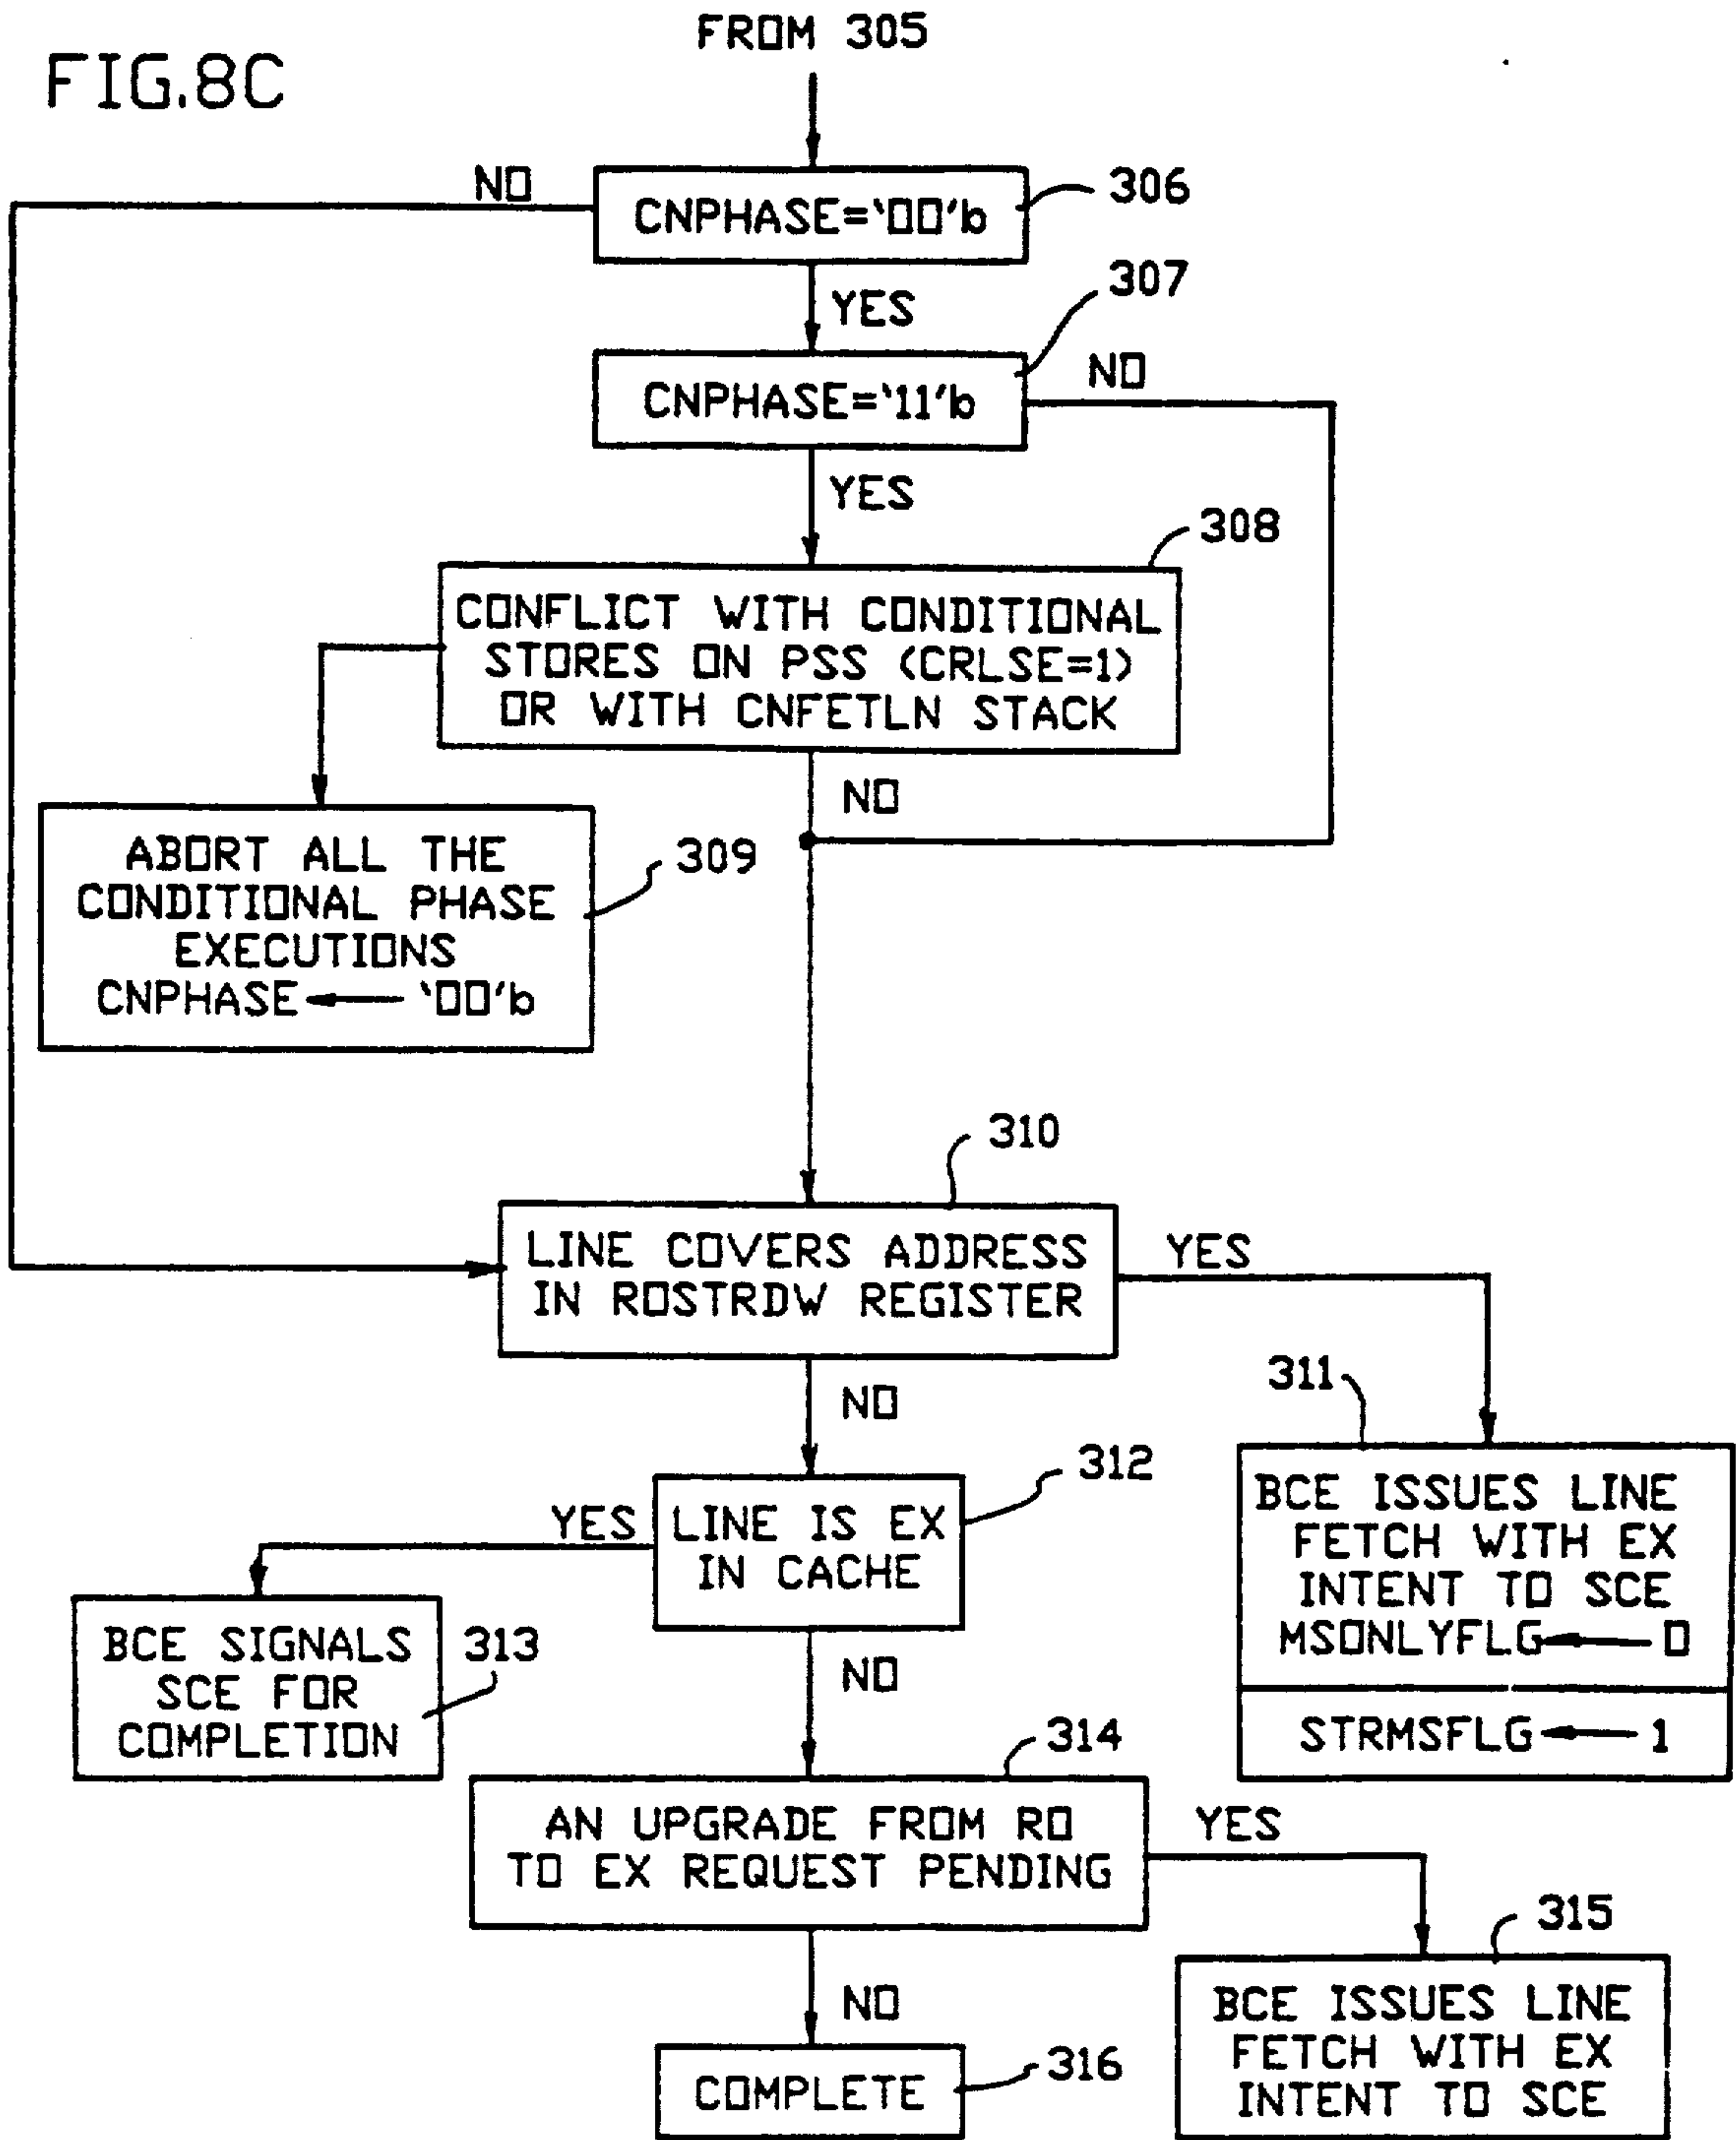 FROM 305
FIG.8C
NO
CNPHASE='00'b
306
YES
307
CNPHASE='11'b
NO
YES
308
CONFLICT WITH CONDITIONAL
STORES ON PSS (CRLSE=1)
OR WITH CNFETLN STACK
NO
ABORT ALL THE
CONDITIONAL PHASE
EXECUTIONS
CNPHASE ← '00'b
309
310
LINE COVERS ADDRESS
IN ROSTRDW REGISTER
YES
NO
311
BCE ISSUES LINE
FETCH WITH EX
INTENT TO SCE
MSONLYFLG ← 0
STRMSFLG ← 1
312
YES
LINE IS EX
IN CACHE
BCE SIGNALS
SCE FOR
COMPLETION
313
NO
314
AN UPGRADE FROM RO
TO EX REQUEST PENDING
YES
315
BCE ISSUES LINE
FETCH WITH EX
INTENT TO SCE
NO
COMPLETE
316